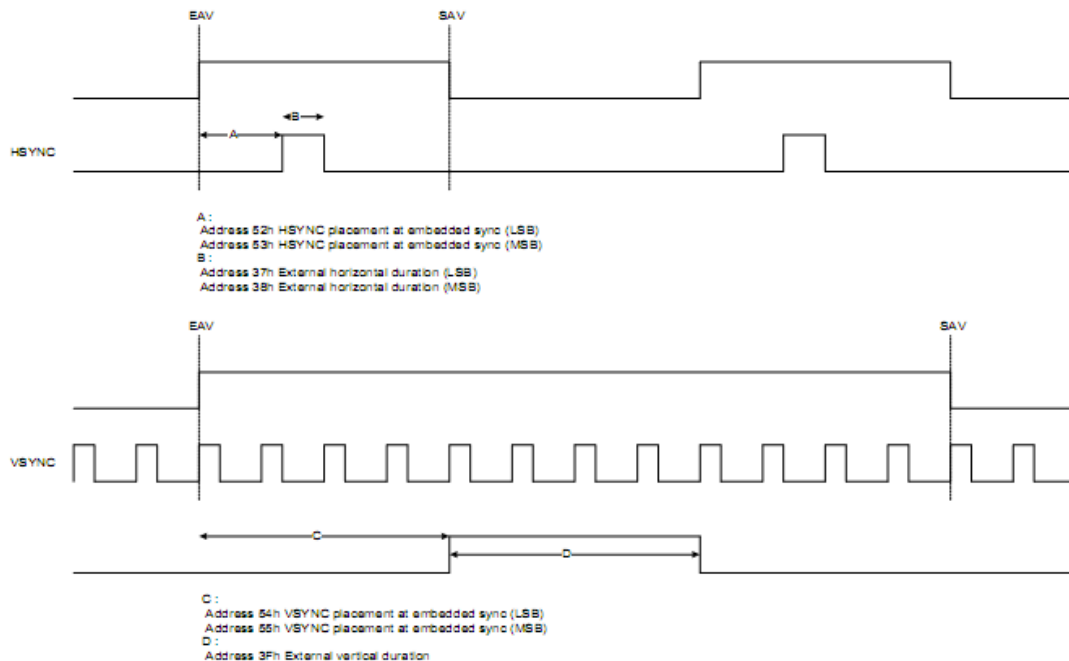 EAV SAV
B
A
HSYNC
A :
Address 52h HSYNC placement at embedded sync (LSB)
Address 53h HSYNC placement at embedded sync (MSB)
B :
Address 37h External horizontal duration (LSB)
Address 38h External horizontal duration (MSB)
EAV SAV
VSYNC
C
D
C :
Address 54h VSYNC placement at embedded sync (LSB)
Address 55h VSYNC placement at embedded sync (MSB)
D :
Address 3Fh External vertical duration